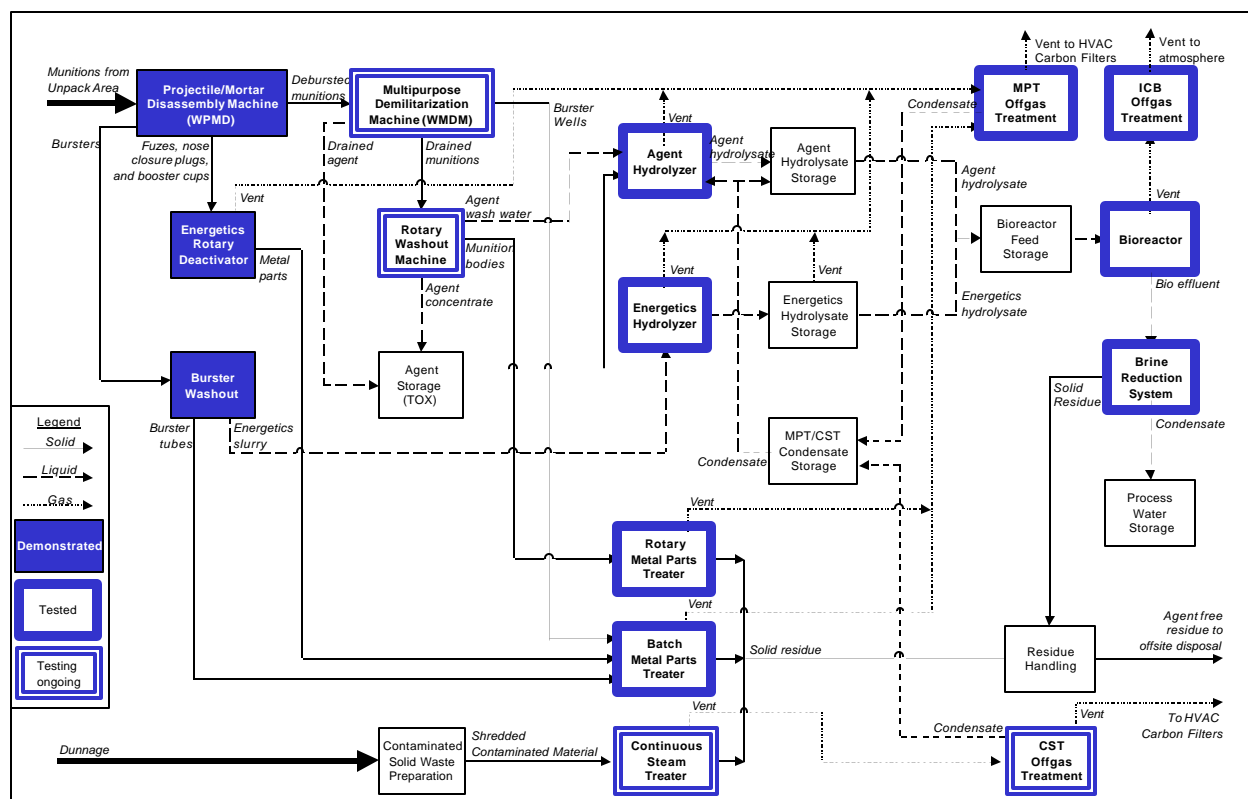 Munitions from
Unpack Area
Projectile/Mortar
Disassembly Machine
(WPMD)
Debursted
munitions
Multipurpose
Demilitarization
Machine (WMDM)
Burster
Wells
Vent to HVAC
Carbon Filters
Vent to
atmosphere
MPT
Offgas
Treatment
ICB
Offgas
Treatment
Condensate
Bursters
Fuzes, nose
closure plugs,
and booster cups
Drained
agent
Drained
munitions
Vent
Agent
Hydrolyzer
Agent
hydrolysate
Agent
Hydrolysate
Storage
Agent
hydrolysate
Vent
Vent
Energetics
Rotary
Deactivator
Metal
parts
Agent
wash water
Rotary
Washout
Machine
Munition
bodies
Agent
concentrate
Bioreactor
Feed
Storage
Bioreactor
Bio effluent
Vent
Vent
Energetics
Hydrolyzer
Energetics
Hydrolysate
Storage
Energetics
hydrolysate
Burster
Washout
Agent
Storage
(TOX)
Brine
Reduction
System
Solid
Residue
Condensate
Legend
Solid
Liquid
Gas
Demonstrated
Tested
Testing
ongoing
Burster
tubes
Energetics
slurry
Condensate
MPT/CST
Condensate
Storage
Process
Water
Storage
Vent
Rotary
Metal Parts
Treater
Vent
Batch
Metal Parts
Treater
Solid residue
Residue
Handling
Agent free
residue to
offsite disposal
Vent
Condensate
Vent
To HVAC
Carbon Filters
Dunnage
Contaminated
Solid Waste
Preparation
Shredded
Contaminated Material
Continuous
Steam
Treater
CST
Offgas
Treatment